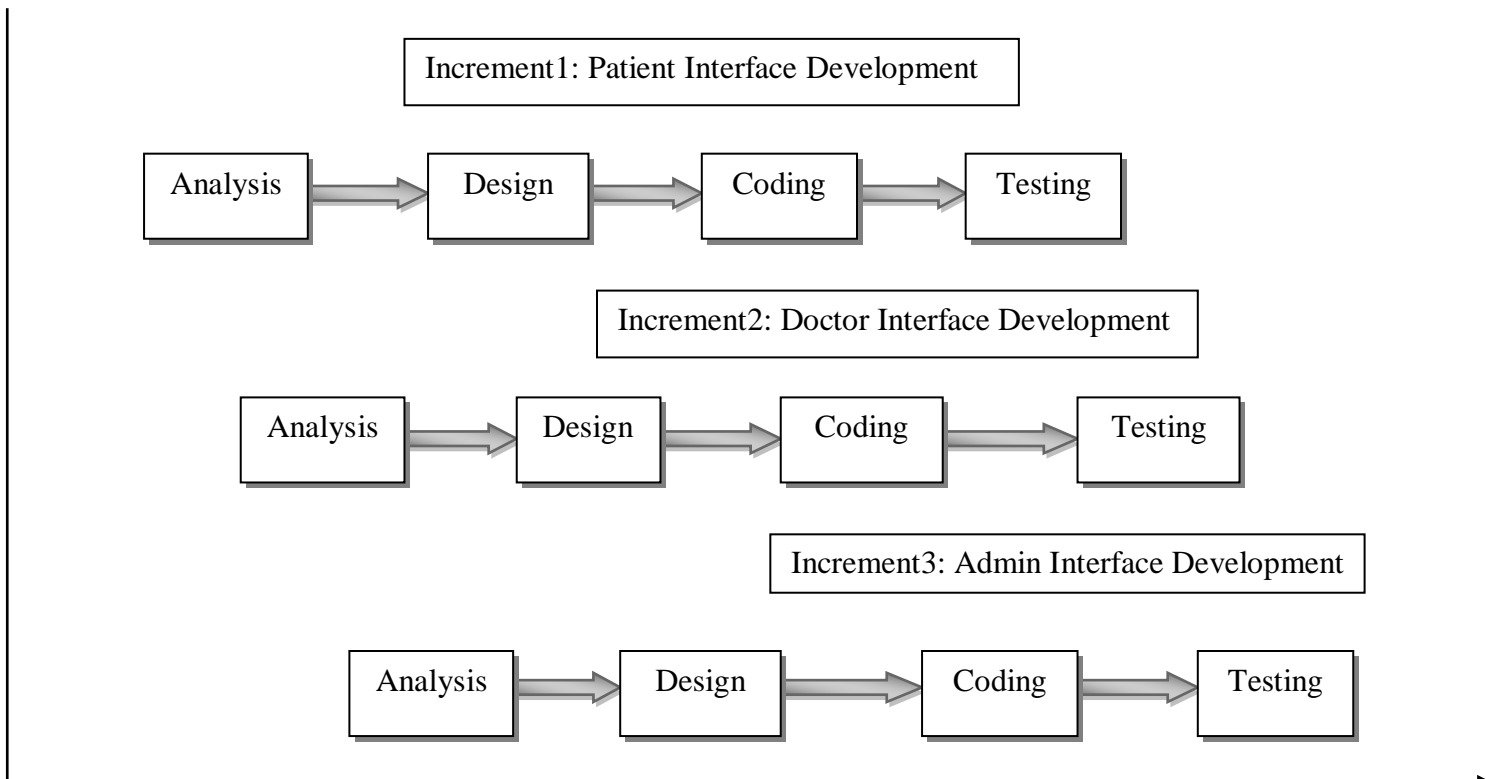 Increment1: Patient Interface Development
Analysis Design Coding Testing
Increment2: Doctor Interface Development
Analysis Design Coding Testing
Increment3: Admin Interface Development
Analysis Design Coding Testing